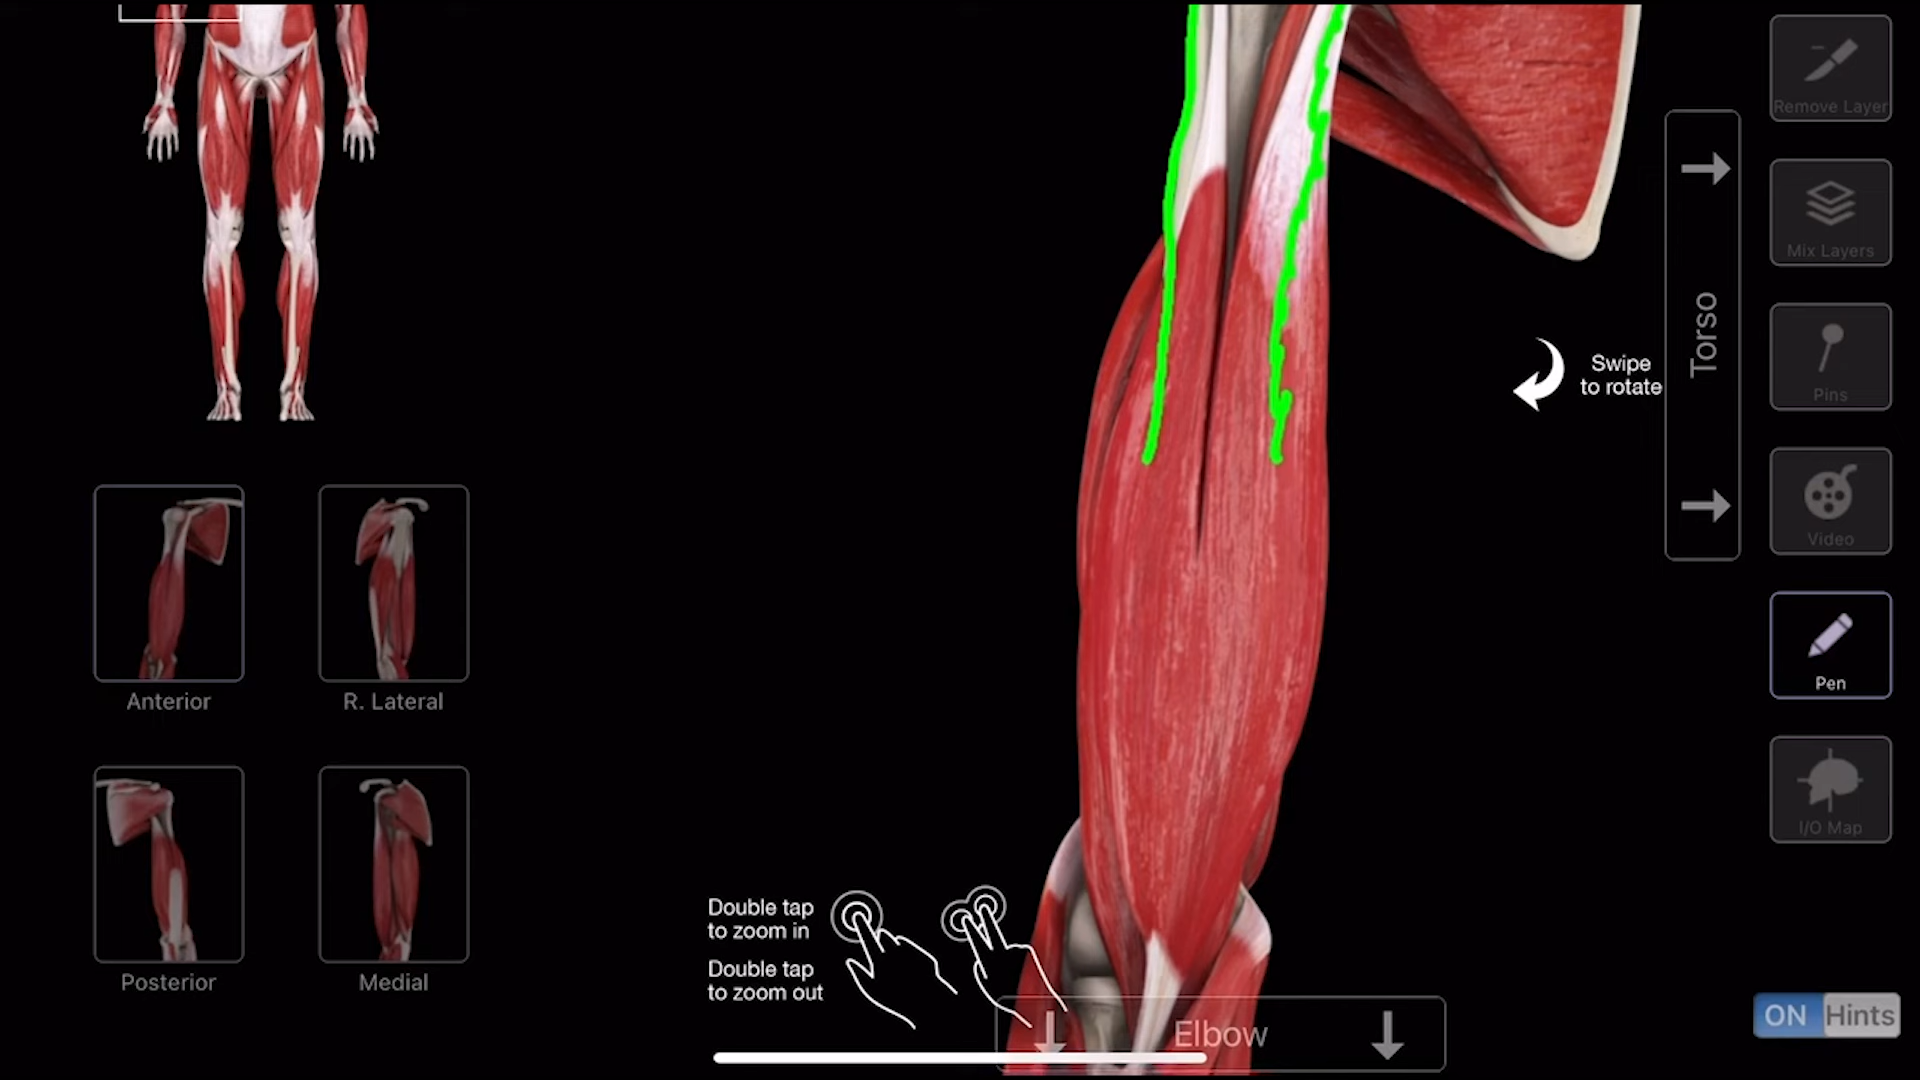 Remove Layer
Mix Layers
Torso
Pins
Swipe
to rotate
Video
Pen
I/O Map
Anterior
R. Lateral
Posterior
Medial
Double tap
to zoom in
Double tap
to zoom out
Elbow
ON Hints